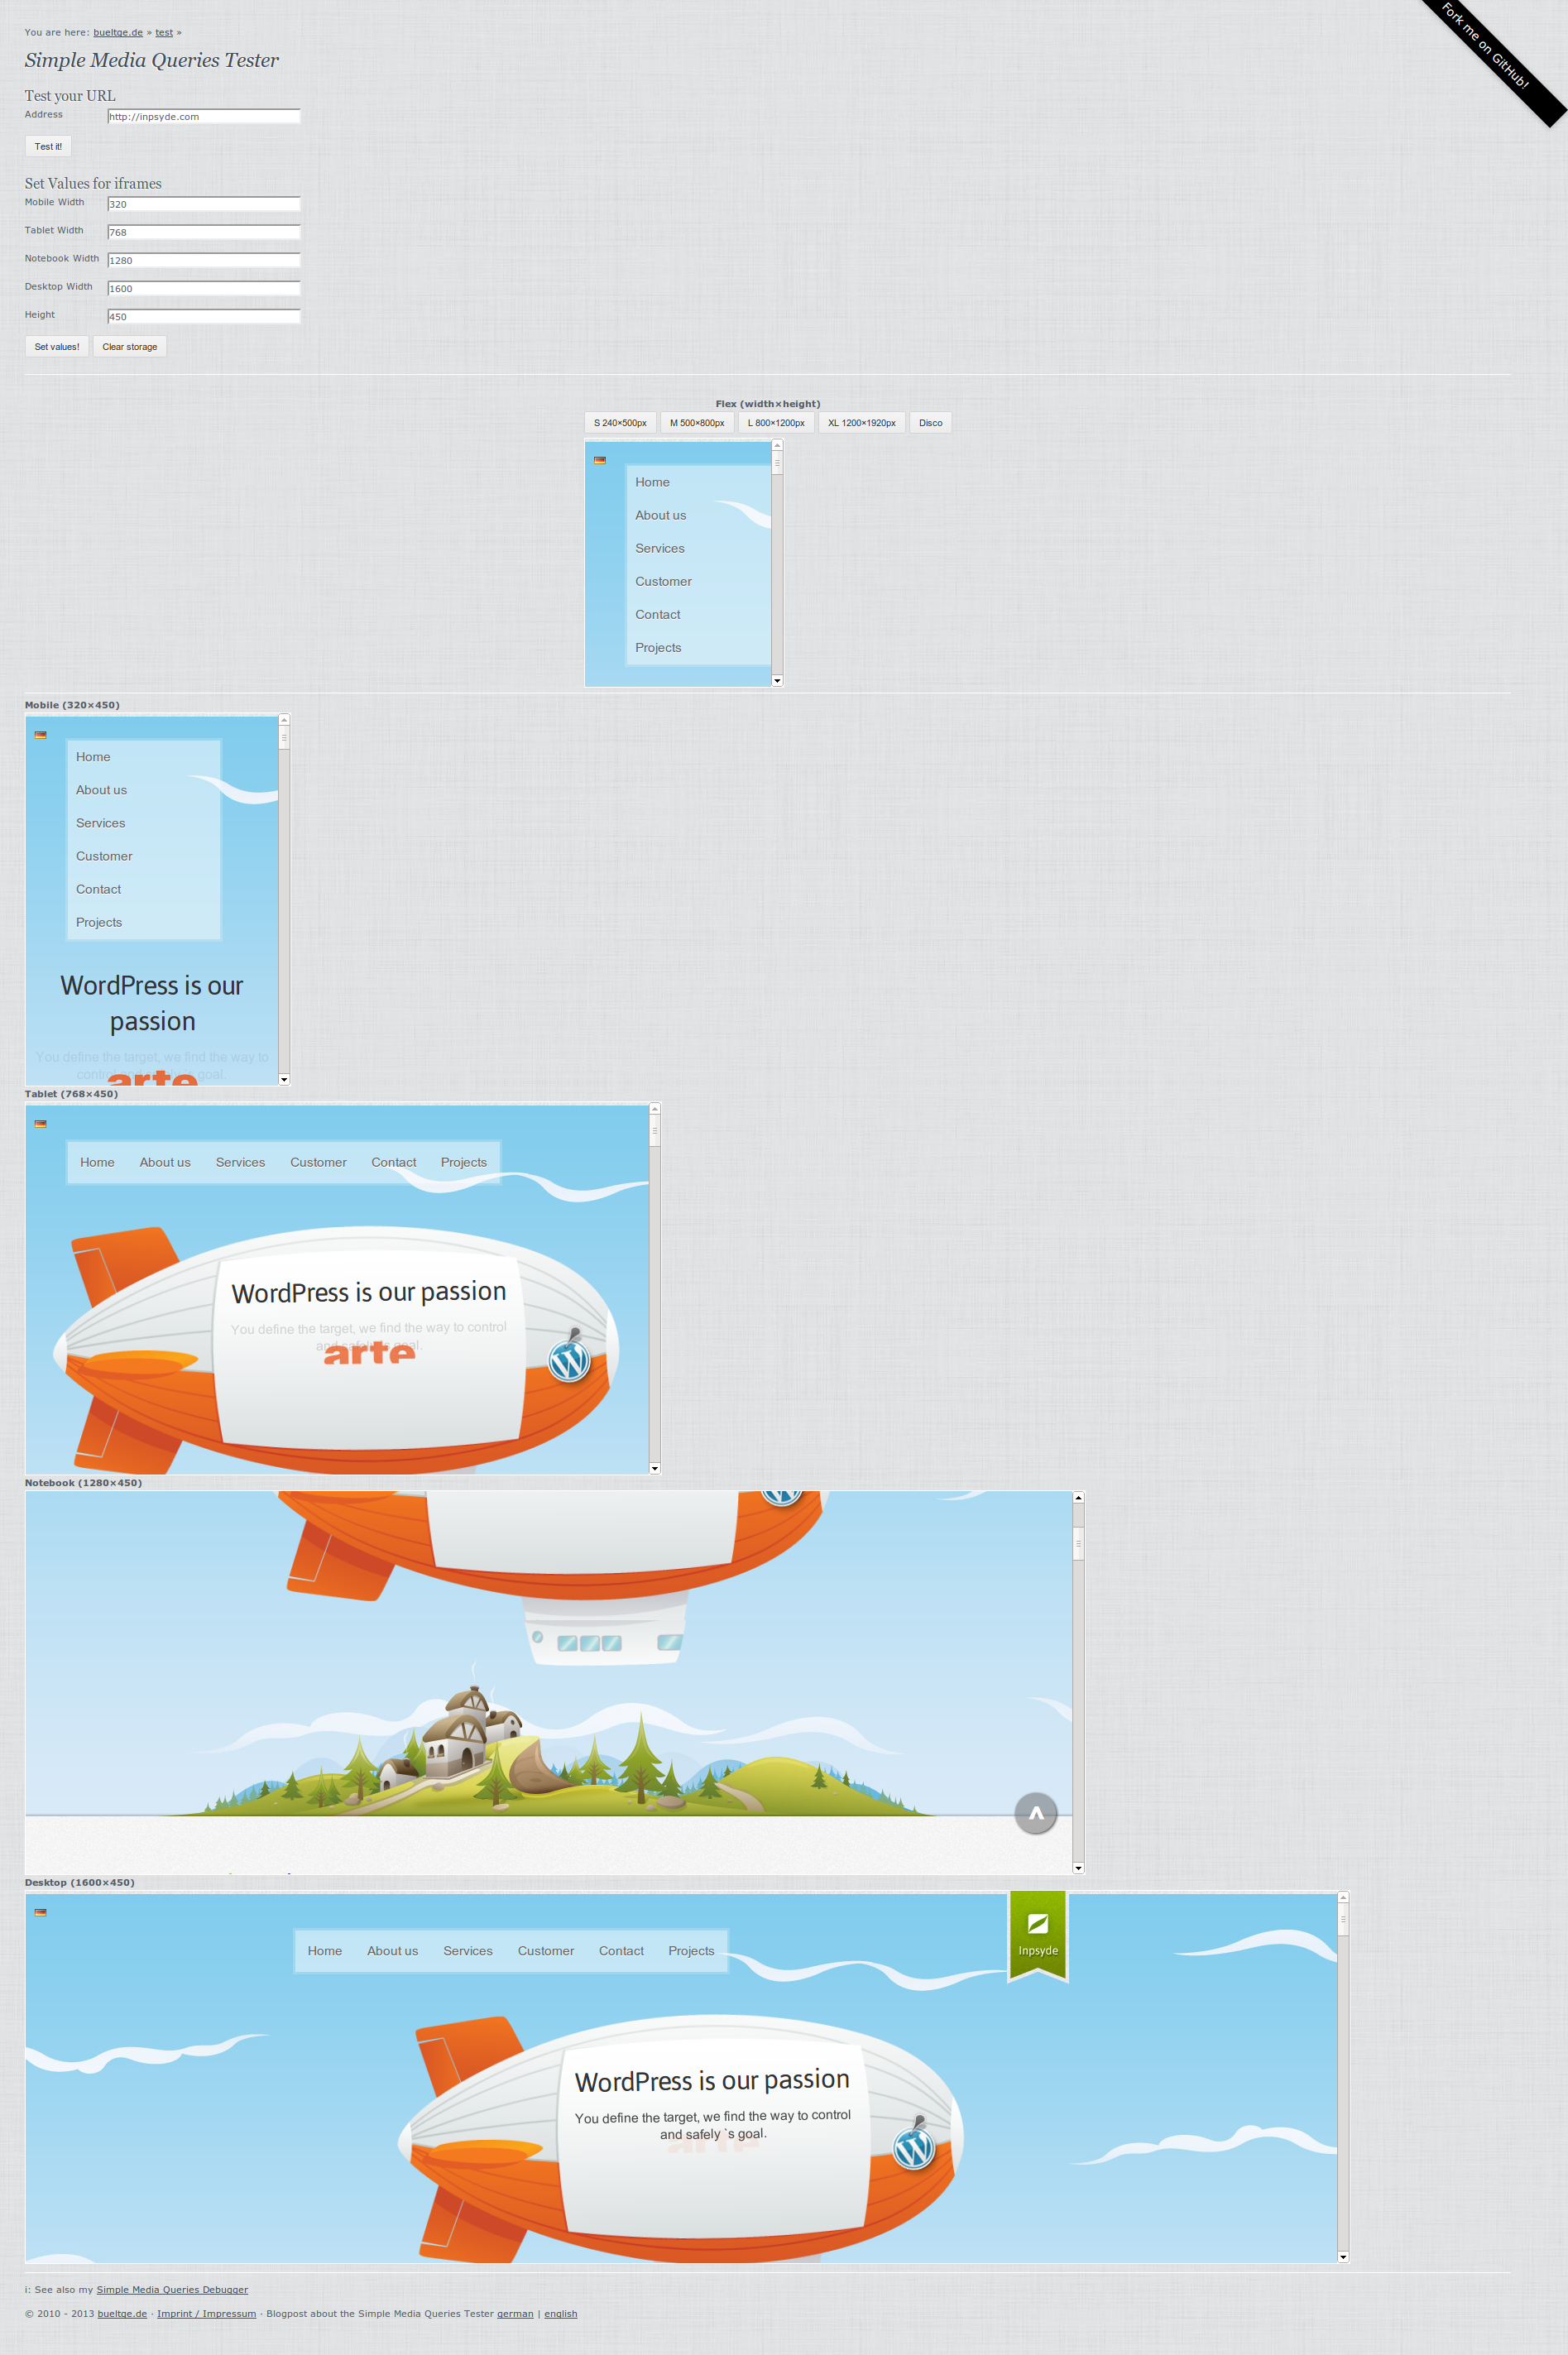 You are here: bueltge.de » test »
Fork me on GitHub!
Simple Media Queries Tester
Test your URL
Address http://inpsyde.com
Test it!
Set Values for iframes
Mobile Width 320
Tablet Width 768
Notebook Width 1280
Desktop Width 1600
Height 450
Set values! Clear storage
Flex (width×height)
S 240×500px M 500×800px L 800×1200px XL 1200×1920px Disco
Home
About us
Services
Customer
Contact
Projects
Mobile (320×450)
Home
About us
Services
Customer
Contact
Projects
WordPress is our
passion
You define the target, we find the way to
goal.
arte
Tablet (768×450)
Home About us Services Customer Contact Projects
WordPress is our passion
You define the target, we find the way to control
and safely `s goal.
arte
Notebook (1280×450)
Desktop (1600×450)
Home About us Services Customer Contact Projects
Inpsyde
WordPress is our passion
You define the target, we find the way to control
and safely `s goal.
arte
i: See also my Simple Media Queries Debugger
© 2010 - 2013 bueltge.de · Imprint / Impressum · Blogpost about the Simple Media Queries Tester german | english